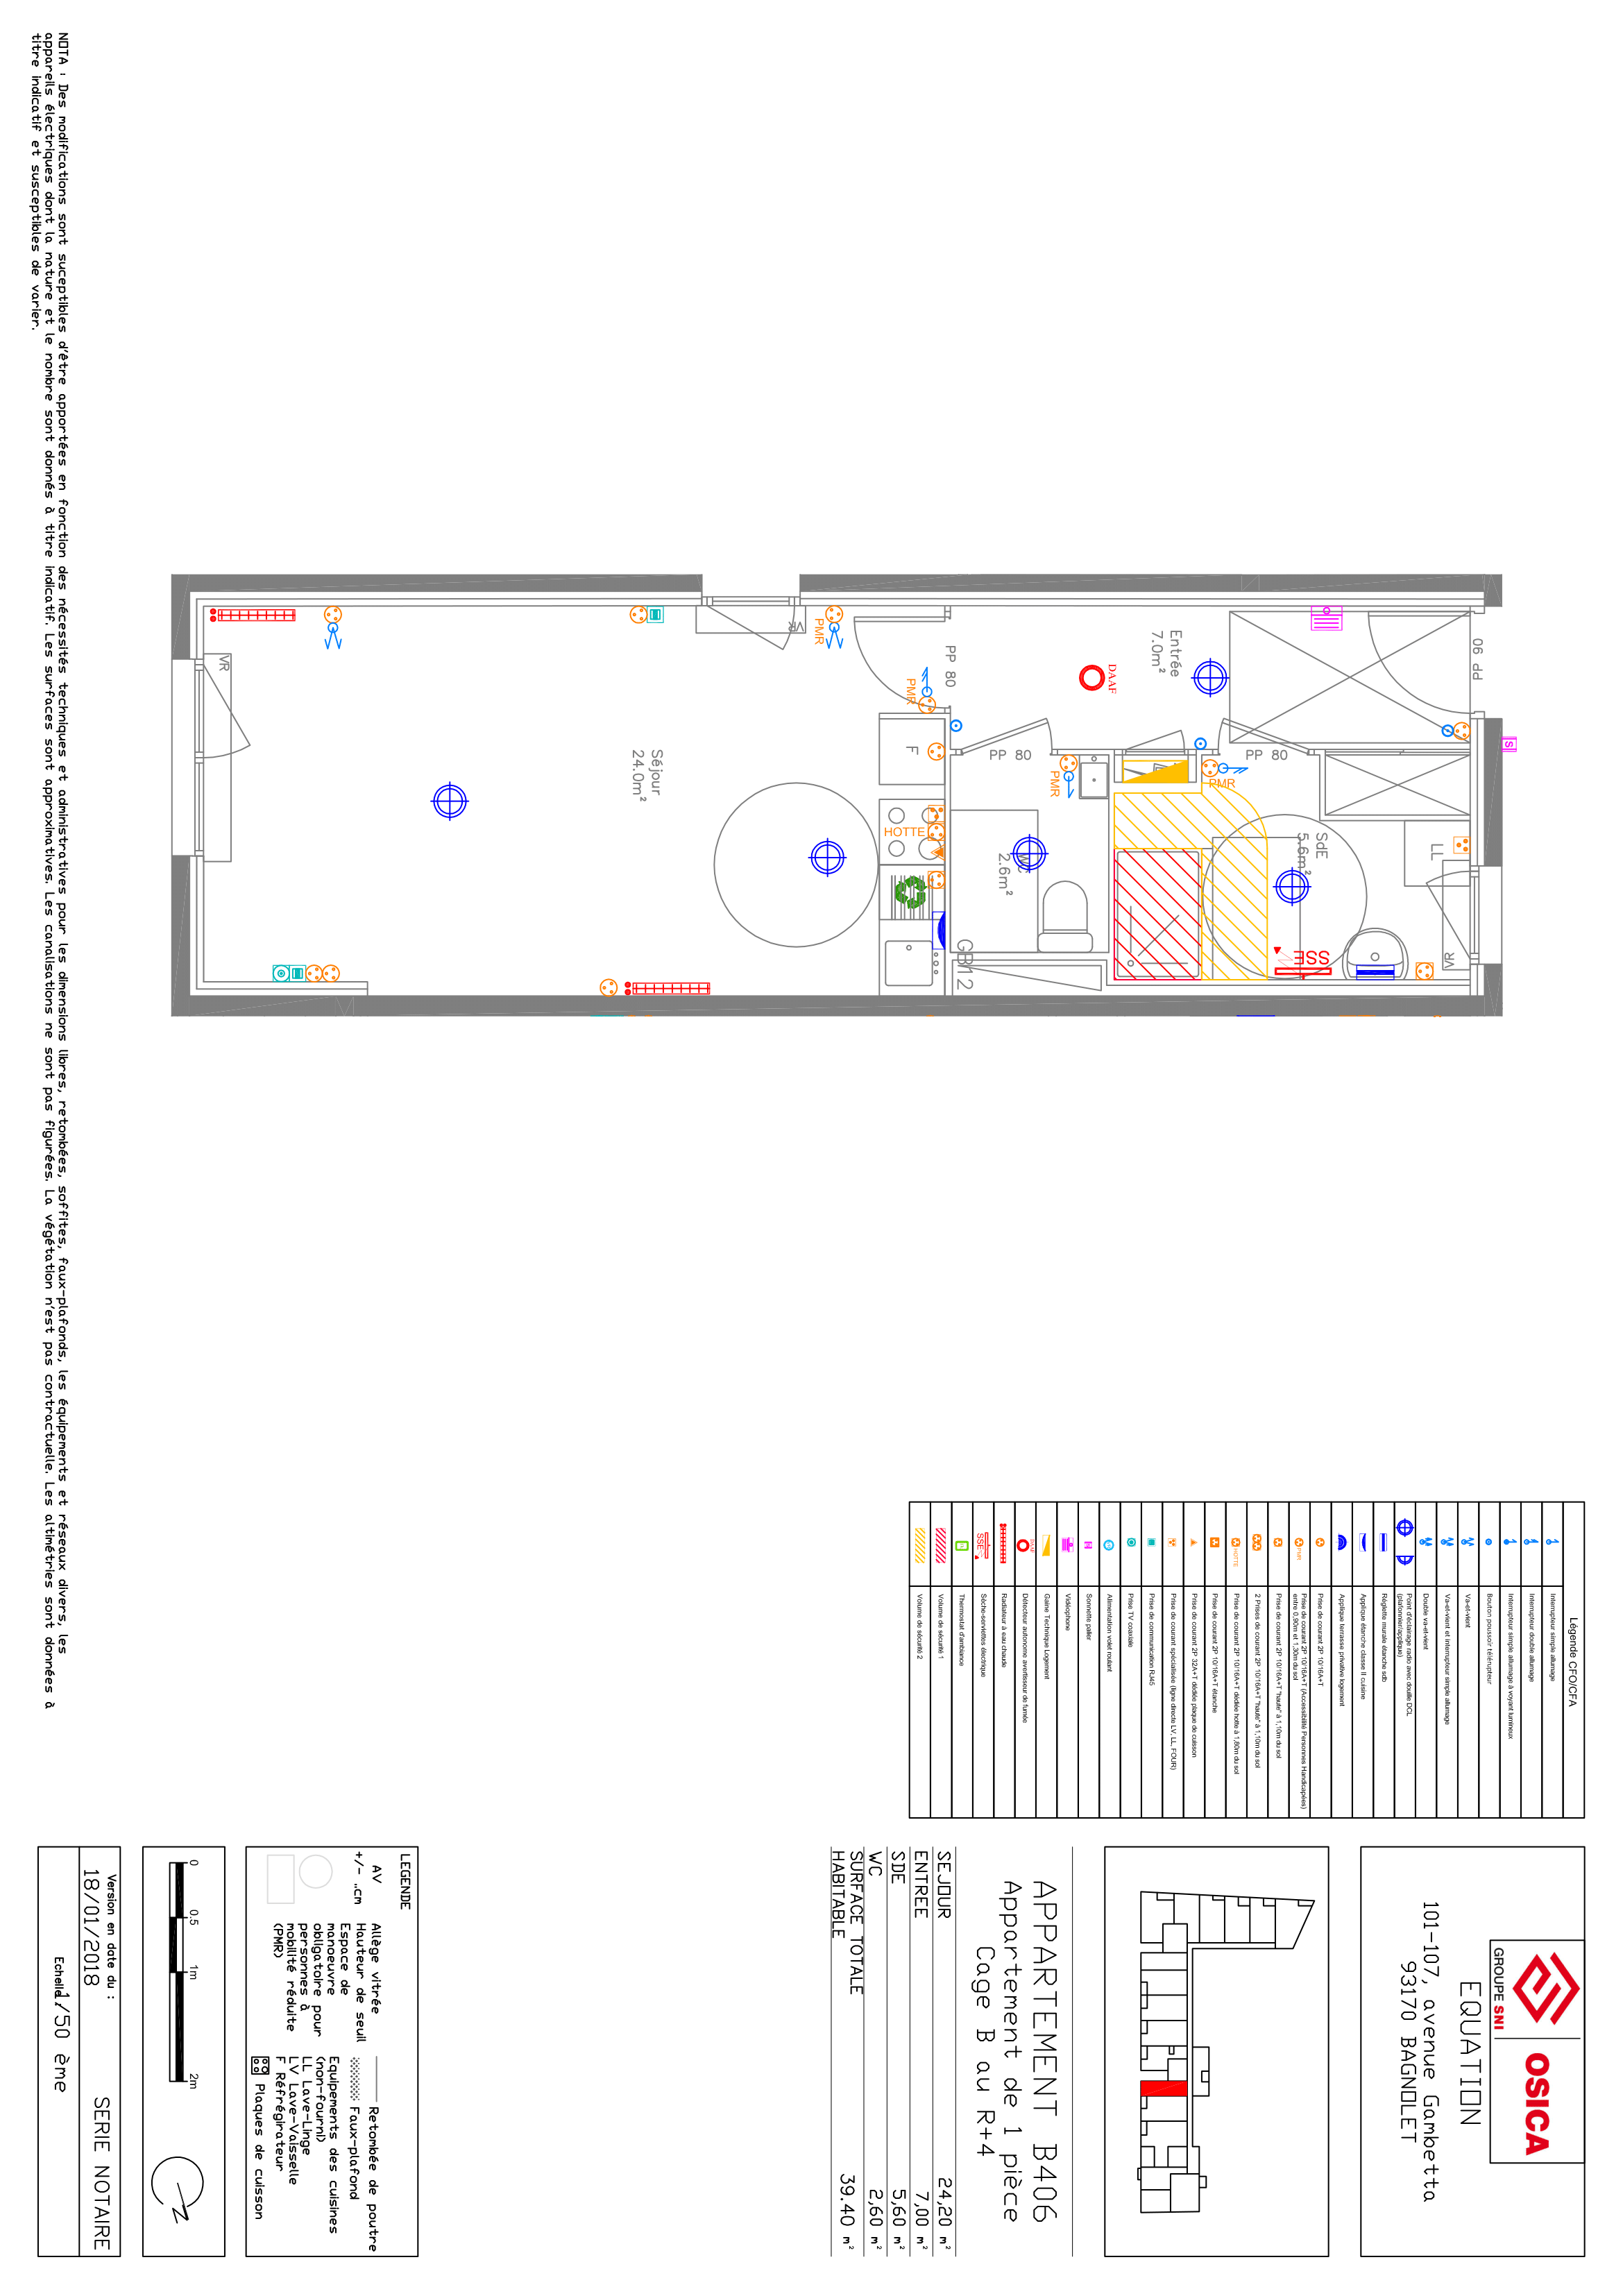 GROUPE SNI
OSICA
EQUATION
101-107, avenue Gambetta
93170 BAGNOLET
APPARTEMENT B406
Appartement de 1 pièce
Cage B au R+4
SEJOUR 24,20 m²
ENTREE 7,00 m²
SDE 5,60 m²
WC 2,60 m²
SURFACE TOTALE
HABITABLE 39.40 m²
LEGENDE
AV Allège vitrée
+/- ..cm Hauteur de seuil
Espace de
manoeuvre
obligatoire pour
personnes à
mobilité réduite
(PMR)
Retombée de poutre
Faux-plafond
Equipements des cuisines
(non-fourni)
LL Lave-Linge
LV Lave-Vaisselle
F Réfrigérateur
Plaques de cuisson
0 0.5 1m 2m
N
Version en date du :
18/01/2018
SERIE NOTAIRE
Echelle 1/50 ème
Légende CFO/CFA
Interrupteur simple allumage
Interrupteur double allumage
Interrupteur simple allumage à voyant lumineux
Bouton poussoir télérupteur
Va-et-vient
Va-et-vient et interrupteur simple allumage
Double va-et-vient
Point d'éclairage radio avec douille DCL
(plafonnier/applique)
Réglette murale étanche sdb
Applique étanche classe II cuisine
Applique terrasse privative logement
Prise de courant 2P 10/16A+T
PMR
Prise de courant 2P 10/16A+T (Accessibilité Personnes Handicapées)
entre 0,90m et 1,30m du sol
Prise de courant 2P 10/16A+T "haute" à 1,10m du sol
2 Prises de courant 2P 10/16A+T "haute" à 1,10m du sol
HOTTE
Prise de courant 2P 10/16A+T dédiée hotte à 1,80m du sol
Prise de courant 2P 10/16A+T étanche
Prise de courant 2P 32A+T dédiée plaque de cuisson
Prise de courant spécialisée (ligne directe LV, LL, FOUR)
Prise de communication RJ45
Prise TV coaxiale
Alimentation volet roulant
Sonnette palier
Vidéophone
Gaine Technique Logement
DAAF
Détecteur autonome avertisseur de fumée
Radiateur à eau chaude
SSE
Sèche-serviettes électrique
Thermostat d'ambiance
Volume de sécurité 1
Volume de sécurité 2
PP 90
S
Entrée
7.0m²
DAAF
PP 80
PP 80
PP 80
PMR
PMR
PMR
PMR
SdE
5.6m²
LL
VR
SSE
WC
2.6m²
GB12
F
HOTTE
VR
Séjour
24.0m²
VR
NOTA : Des modifications sont suceptibles d'être apportées en fonction des nécessités techniques et administratives pour les dimensions libres, retombées, soffites, faux-plafonds, les équipements et réseaux divers, les
appareils électriques dont la nature et le nombre sont donnés à titre indicatif. Les surfaces sont approximatives. Les canalisations ne sont pas figurées. La végétation n'est pas contractuelle. Les altimétries sont données à
titre indicatif et susceptibles de varier.